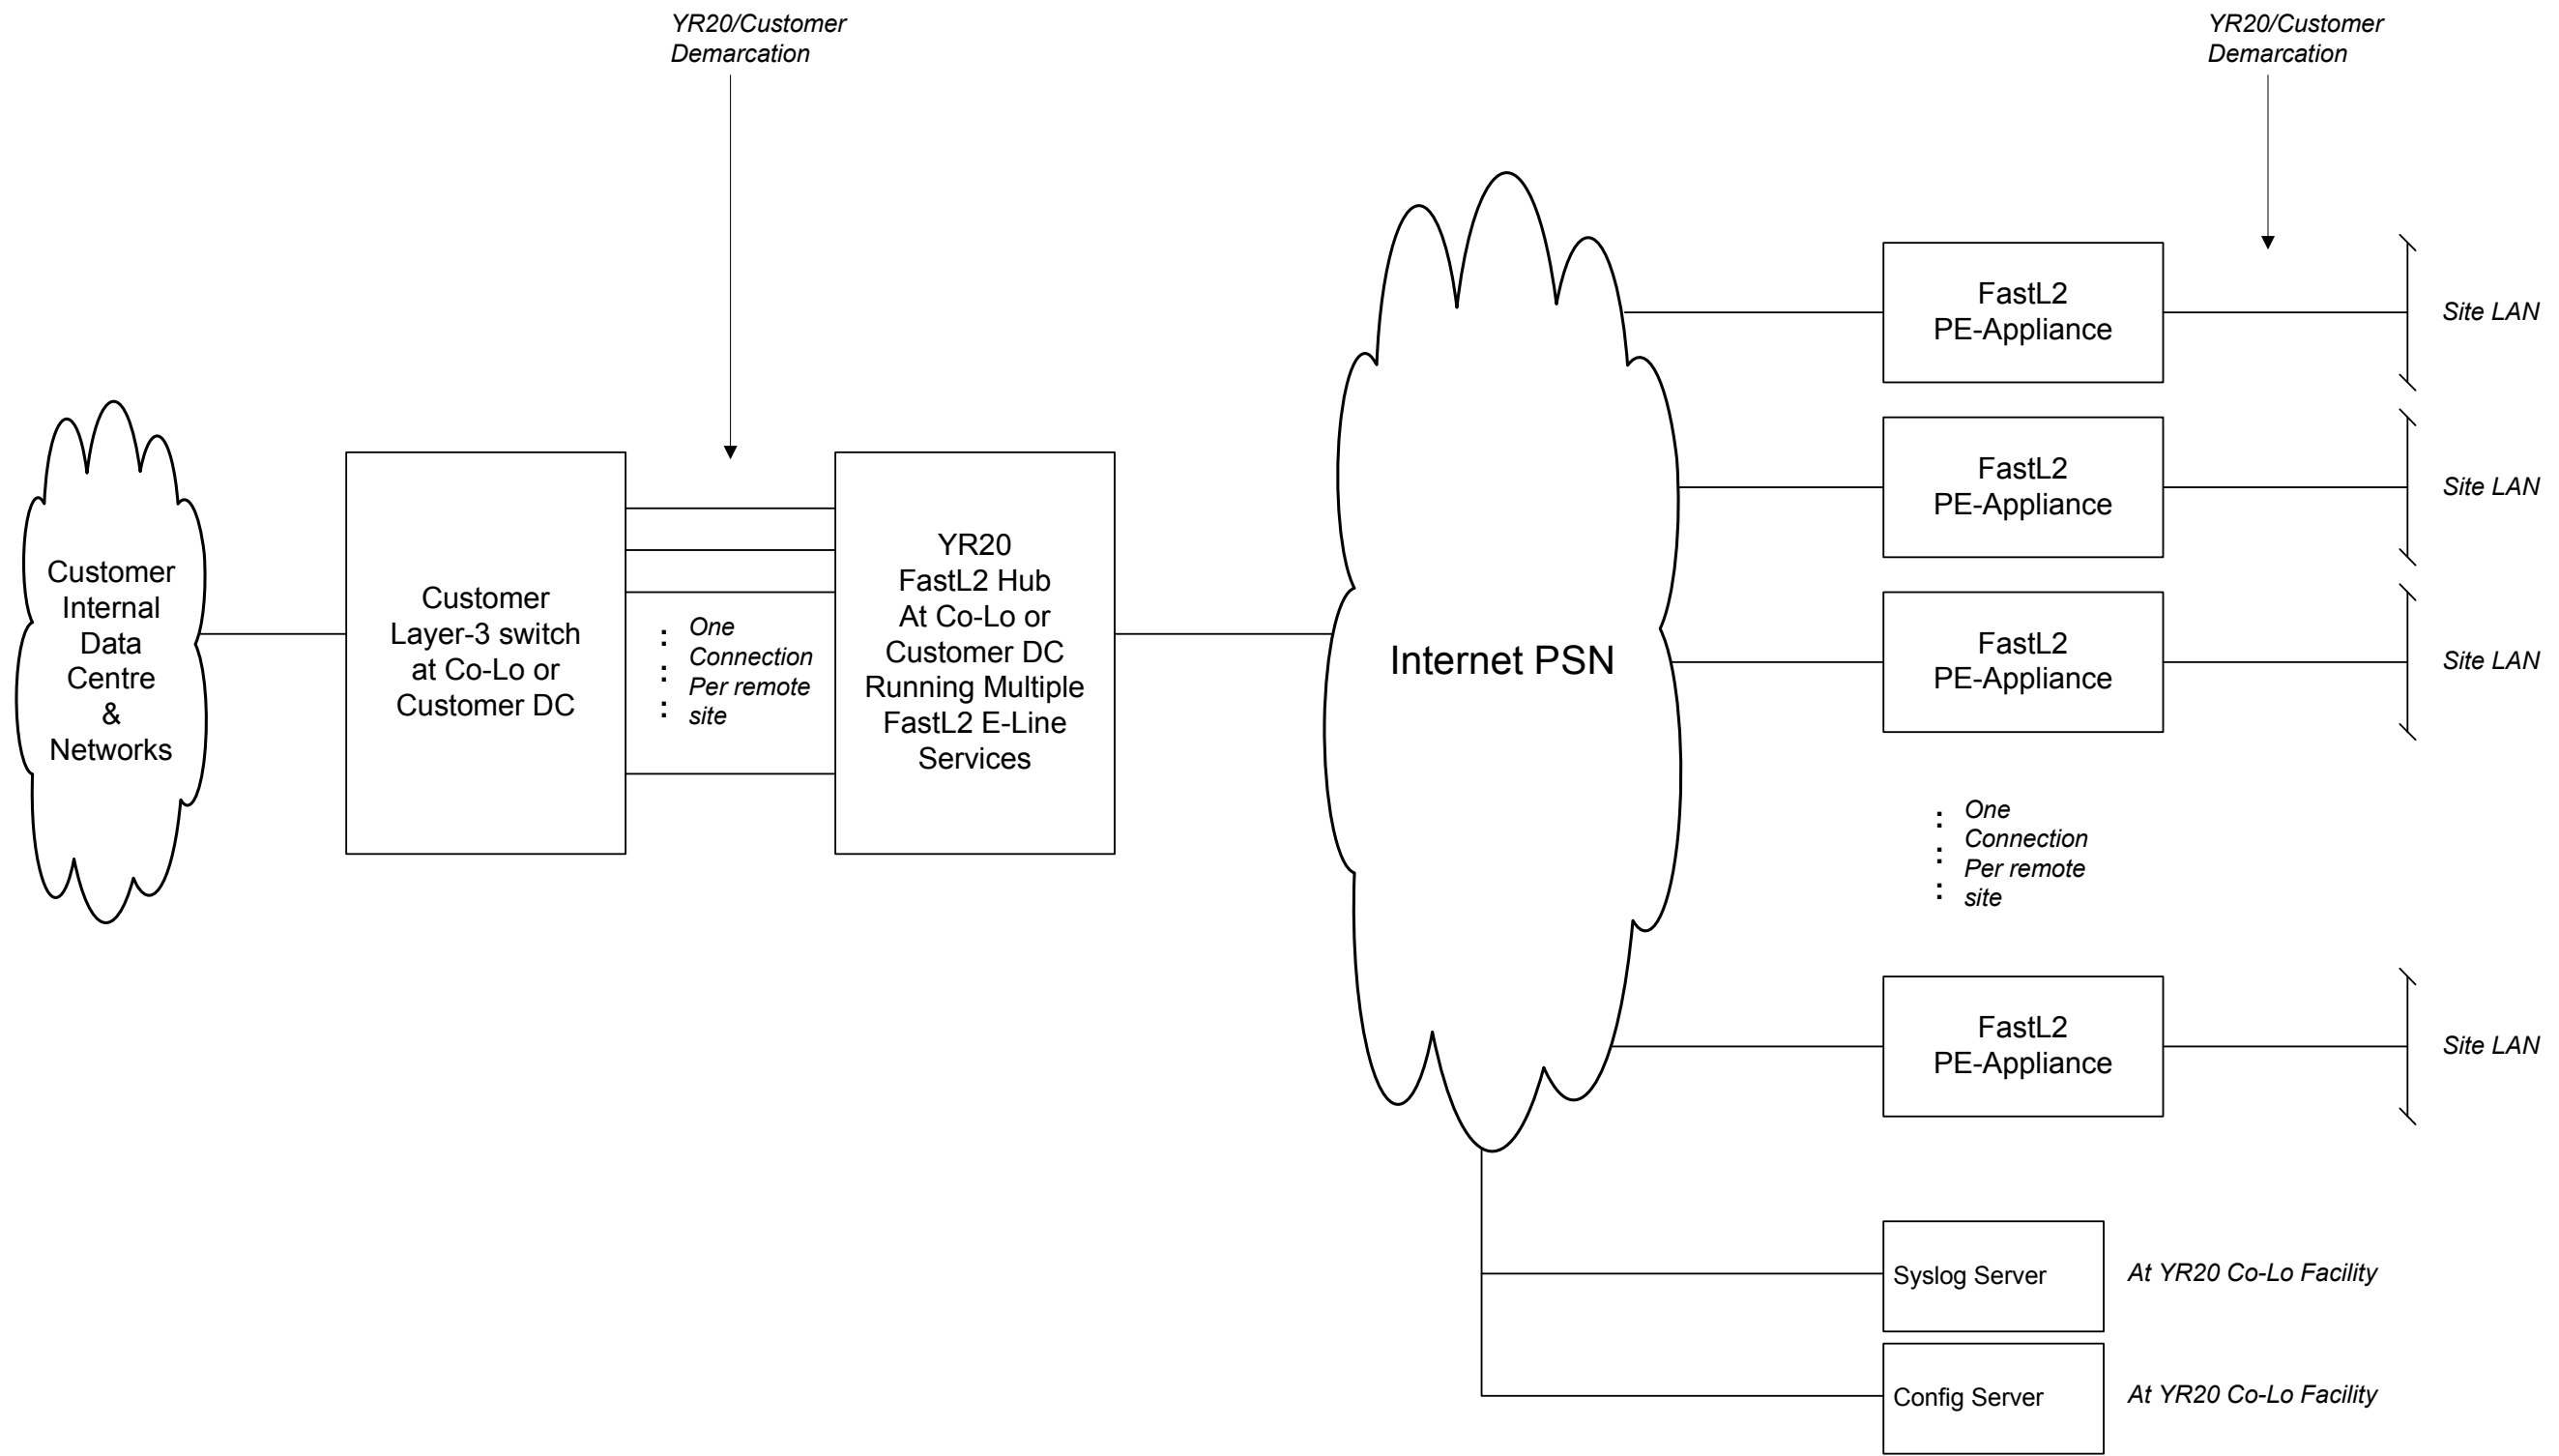 YR20/Customer
Demarcation
YR20/Customer
Demarcation
Customer
Internal
Data
Centre
&
Networks
Customer
Layer-3 switch
at Co-Lo or
Customer DC
: One
Connection
: Per remote
: site
YR20
FastL2 Hub
At Co-Lo or
Customer DC
Running Multiple
FastL2 E-Line
Services
Internet PSN
FastL2
PE-Appliance
Site LAN
FastL2
PE-Appliance
Site LAN
FastL2
PE-Appliance
Site LAN
: One
Connection
: Per remote
: site
FastL2
PE-Appliance
Site LAN
Syslog Server
At YR20 Co-Lo Facility
Config Server
At YR20 Co-Lo Facility